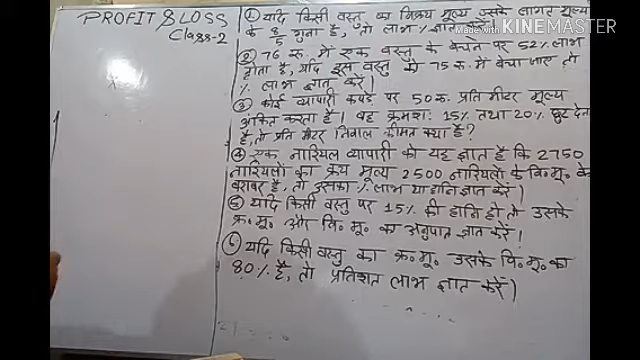 Made with
KINEMASTER
PROFIT & LOSS
Class-2
① यदि किसी वस्तु का विक्रय मूल्य उसके लागत मूल्य
के 8/5 गुना है, तो लाभ % ज्ञात करें।
② 76 रु. में एक वस्तु के बेचने पर 52% लाभ
होता है, यदि इस वस्तु को 75 रु. में बेचा जाए तो
% लाभ ज्ञात करें।
③ कोई व्यापारी कपड़े पर 50 रु. प्रति मीटर मूल्य
अंकित करता है। वह क्रमशः 15% तथा 20% छूट देता
है, तो प्रति मीटर निवल कीमत क्या है?
④ एक नारियल व्यापारी को यह ज्ञात है कि 2750
नारियलों का क्रय मूल्य 2500 नारियलों के वि.मू. के
बराबर है, तो उसका % लाभ या हानि ज्ञात करें।
⑤ यदि किसी वस्तु पर 15% की हानि हो तो उसके
क्र.मू. और वि.मू. का अनुपात ज्ञात करें।
⑥ यदि किसी वस्तु का क्र.मू. उसके वि.मू. का
80% है, तो प्रतिशत लाभ ज्ञात करें।